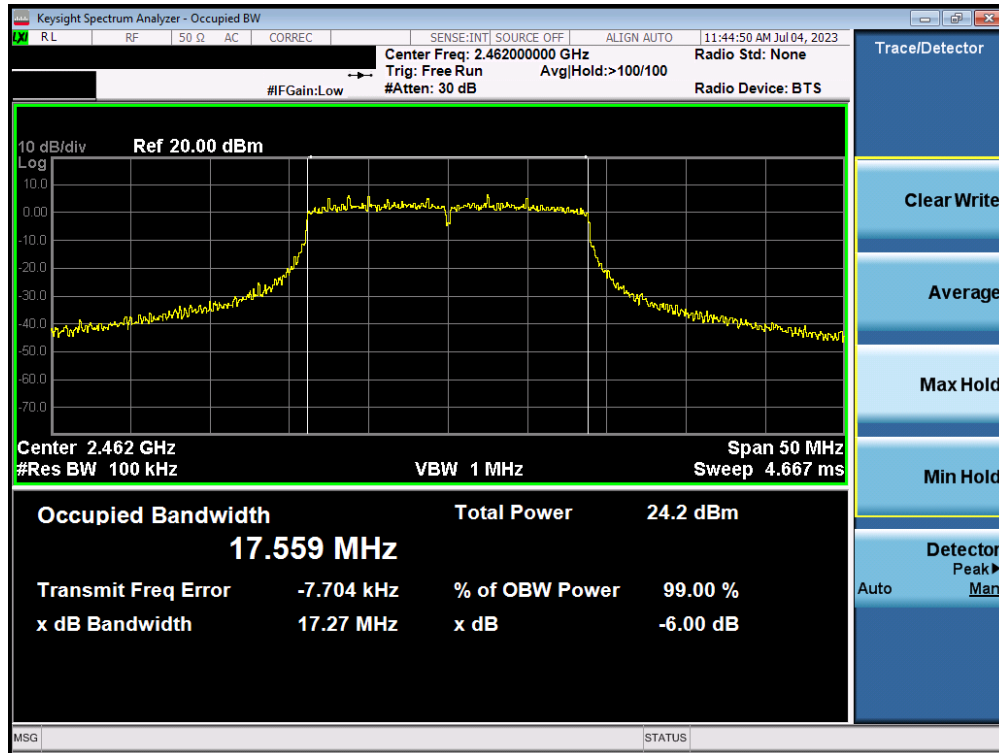 Keysight Spectrum Analyzer - Occupied BW
LXI RL RF 50 Ω AC CORREC SENSE:INT SOURCE OFF ALIGN AUTO 11:44:50 AM Jul 04, 2023
Center Freq: 2.462000000 GHz Radio Std: None
Trig: Free Run Avg|Hold:>100/100
#IFGain:Low #Atten: 30 dB Radio Device: BTS
10 dB/div Ref 20.00 dBm
Log
10.0
0.00
-10.0
-20.0
-30.0
-40.0
-50.0
-60.0
-70.0
Center 2.462 GHz Span 50 MHz
#Res BW 100 kHz VBW 1 MHz Sweep 4.667 ms
Occupied Bandwidth Total Power 24.2 dBm
17.559 MHz
Transmit Freq Error -7.704 kHz % of OBW Power 99.00 %
x dB Bandwidth 17.27 MHz x dB -6.00 dB
MSG STATUS
Trace/Detector
Clear Write
Average
Max Hold
Min Hold
Detector
Peak▶
Auto Man